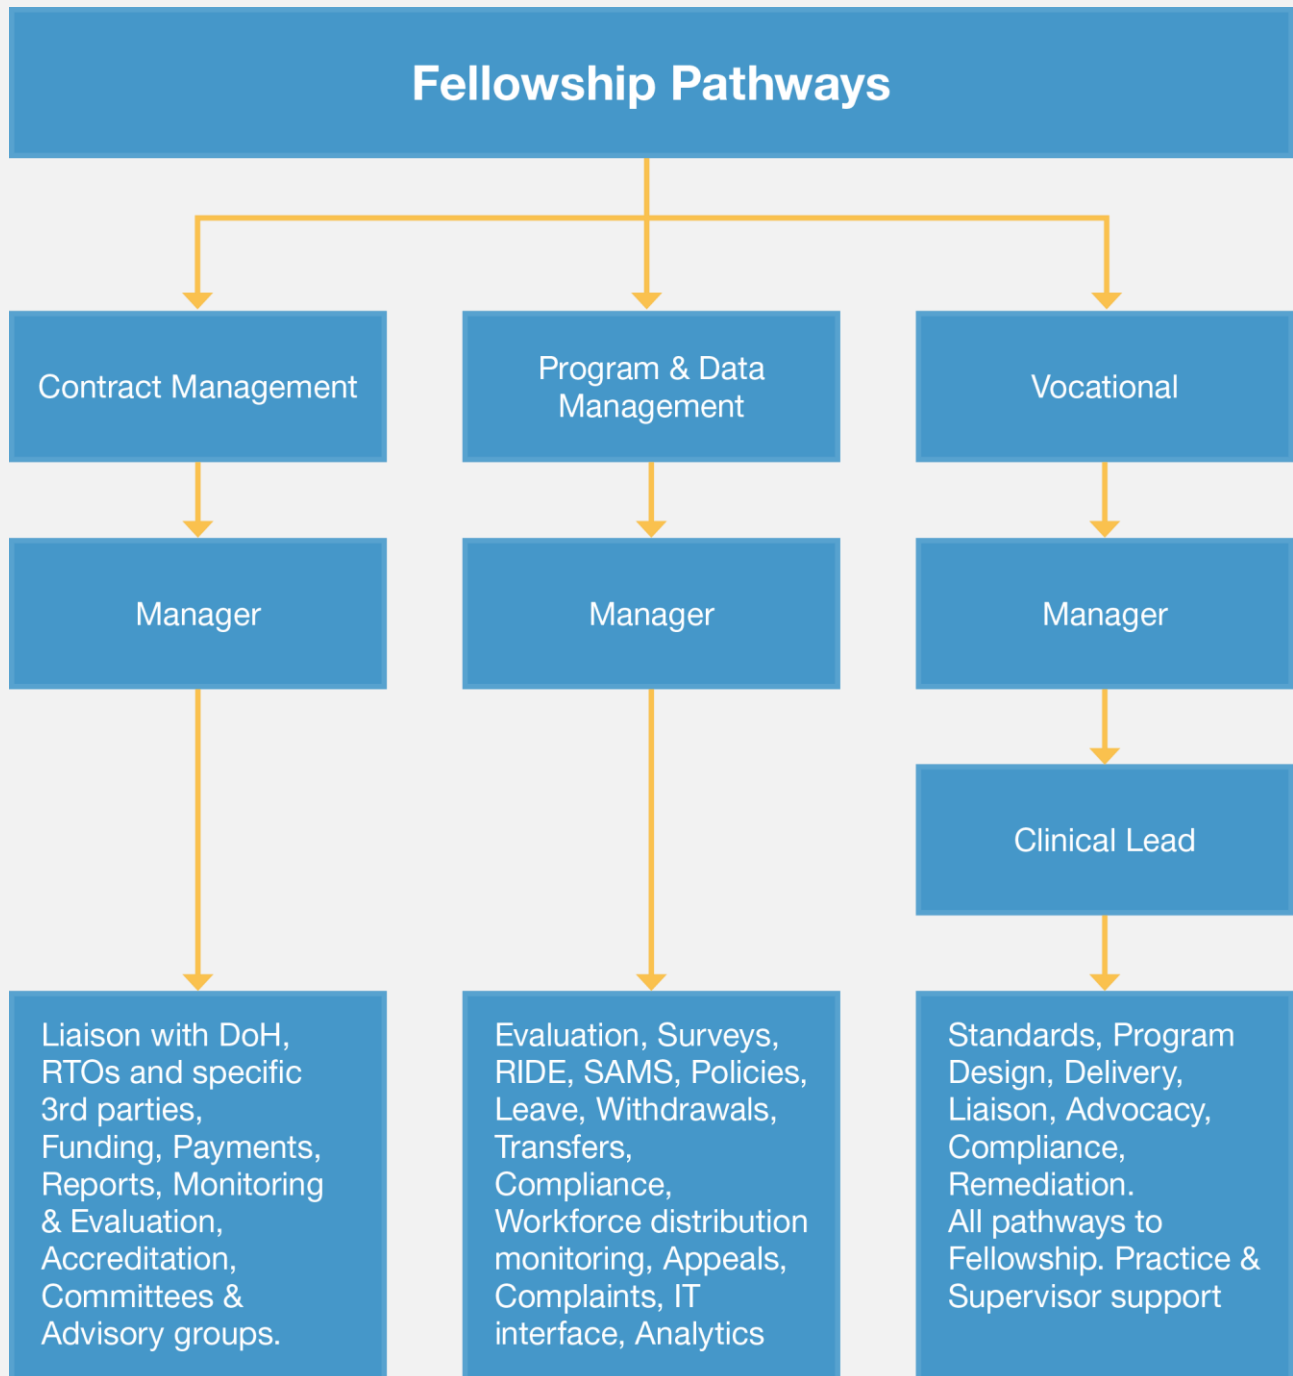 Fellowship Pathways
Contract Management
Program & Data
Management
Vocational
Manager
Manager
Manager
Clinical Lead
Liaison with DoH,
RTOs and specific
3rd parties,
Funding, Payments,
Reports, Monitoring
& Evaluation,
Accreditation,
Committees &
Advisory groups.
Evaluation, Surveys,
RIDE, SAMS, Policies,
Leave, Withdrawals,
Transfers,
Compliance,
Workforce distribution
monitoring, Appeals,
Complaints, IT
interface, Analytics
Standards, Program
Design, Delivery,
Liaison, Advocacy,
Compliance,
Remediation.
All pathways to
Fellowship. Practice &
Supervisor support